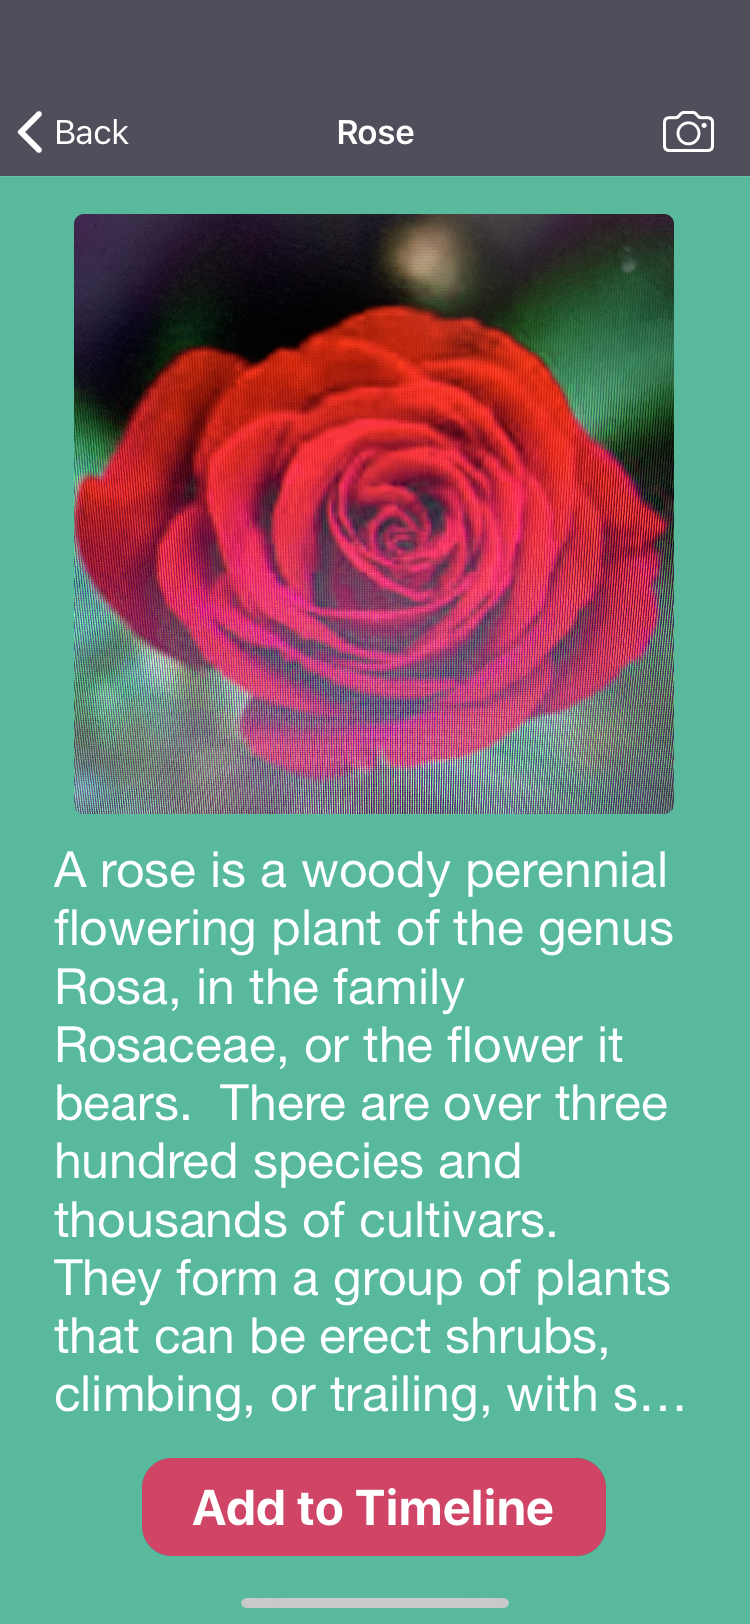 Back
Rose
A rose is a woody perennial
flowering plant of the genus
Rosa, in the family
Rosaceae, or the flower it
bears.  There are over three
hundred species and
thousands of cultivars.
They form a group of plants
that can be erect shrubs,
climbing, or trailing, with s...
Add to Timeline